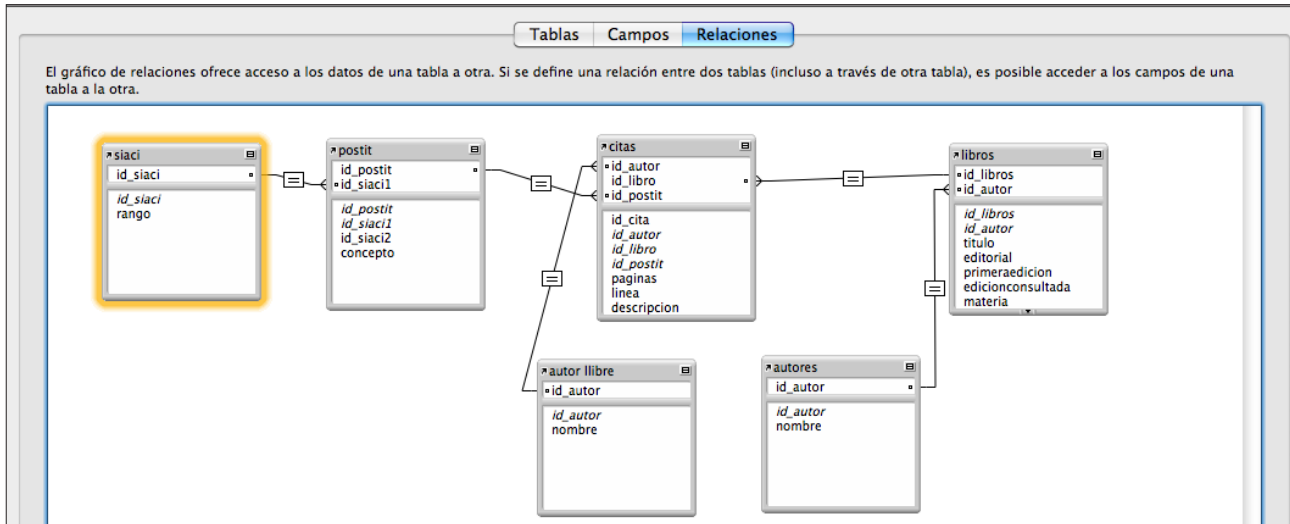 Tablas Campos Relaciones
El gráfico de relaciones ofrece acceso a los datos de una tabla a otra. Si se define una relación entre dos tablas (incluso a través de otra tabla), es posible acceder a los campos de una
tabla a la otra.
siaci
id_siaci
id_siaci
rango
postit
id_postit
id_siaci1
id_postit
id_siaci1
id_siaci2
concepto
citas
id_autor
id_libro
id_postit
id_cita
id_autor
id_libro
id_postit
paginas
linea
descripcion
libros
id_libros
id_autor
id_libros
id_autor
titulo
editorial
primeraedicion
edicionconsultada
materia
autor llibre
id_autor
id_autor
nombre
autores
id_autor
id_autor
nombre